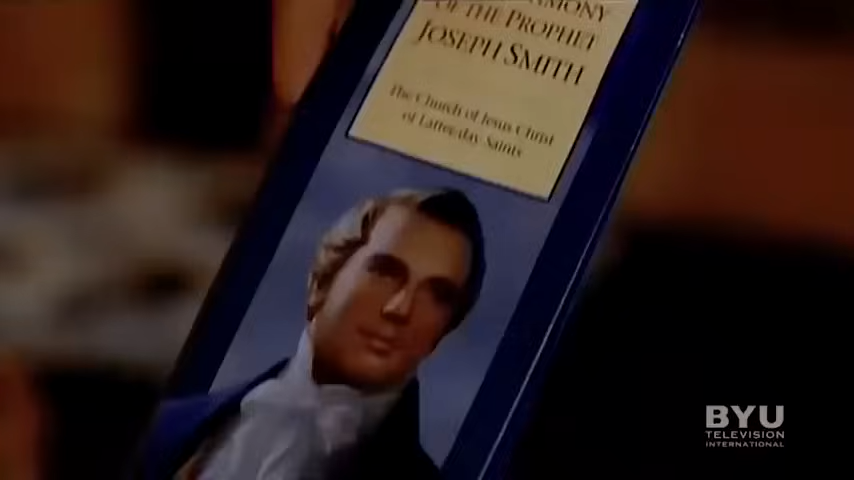 OF THE PROPHET
JOSEPH SMITH
The Church of Jesus Christ
of Latter-day Saints
BYU
TELEVISION
INTERNATIONAL